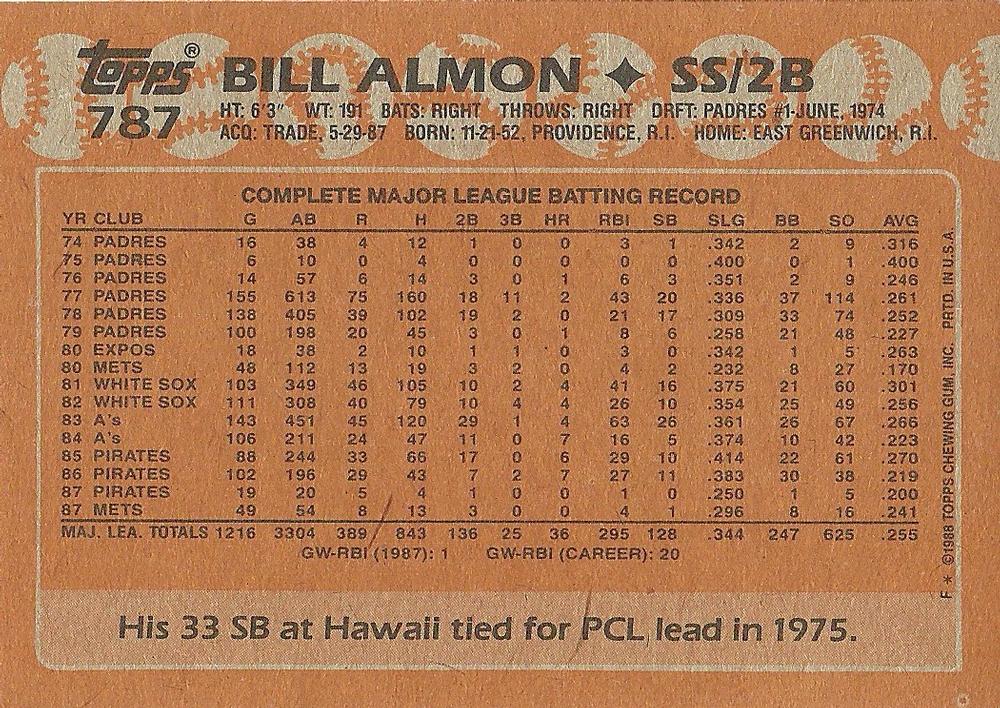 topps® BILL ALMON ✦ SS/2B
787 HT: 6'3" WT: 191 BATS: RIGHT THROWS: RIGHT DRFT: PADRES #1-JUNE, 1974
ACQ: TRADE, 5-29-87 BORN: 11-21-52, PROVIDENCE, R.I. HOME: EAST GREENWICH, R.I.
COMPLETE MAJOR LEAGUE BATTING RECORD
YR CLUB G AB R H 2B 3B HR RBI SB SLG BB SO AVG
74 PADRES 16 38 4 12 1 0 0 3 1 .342 2 9 .316
75 PADRES 6 10 0 4 0 0 0 0 0 .400 0 1 .400
76 PADRES 14 57 6 14 3 0 1 6 3 .351 2 9 .246
77 PADRES 155 613 75 160 18 11 2 43 20 .336 37 114 .261
78 PADRES 138 405 39 102 19 2 0 21 17 .309 33 74 .252
79 PADRES 100 198 20 45 3 0 1 8 6 .258 21 48 .227
80 EXPOS 18 38 2 10 1 1 0 3 0 .342 1 5 .263
80 METS 48 112 13 19 3 2 0 4 2 .232 8 27 .170
81 WHITE SOX 103 349 46 105 10 2 4 41 16 .375 21 60 .301
82 WHITE SOX 111 308 40 79 10 4 4 26 10 .354 25 49 .256
83 A's 143 451 45 120 29 1 4 63 26 .361 26 67 .266
84 A's 106 211 24 47 11 0 7 16 5 .374 10 42 .223
85 PIRATES 88 244 33 66 17 0 6 29 10 .414 22 61 .270
86 PIRATES 102 196 29 43 7 2 7 27 11 .383 30 38 .219
87 PIRATES 19 20 5 4 1 0 0 1 0 .250 1 5 .200
87 METS 49 54 8 13 3 0 0 4 1 .296 8 16 .241
MAJ. LEA. TOTALS 1216 3304 389 843 136 25 36 295 128 .344 247 625 .255
GW-RBI (1987): 1 GW-RBI (CAREER): 20
His 33 SB at Hawaii tied for PCL lead in 1975.
F * ©1988 TOPPS CHEWING GUM, INC. PRTD. IN U.S.A.